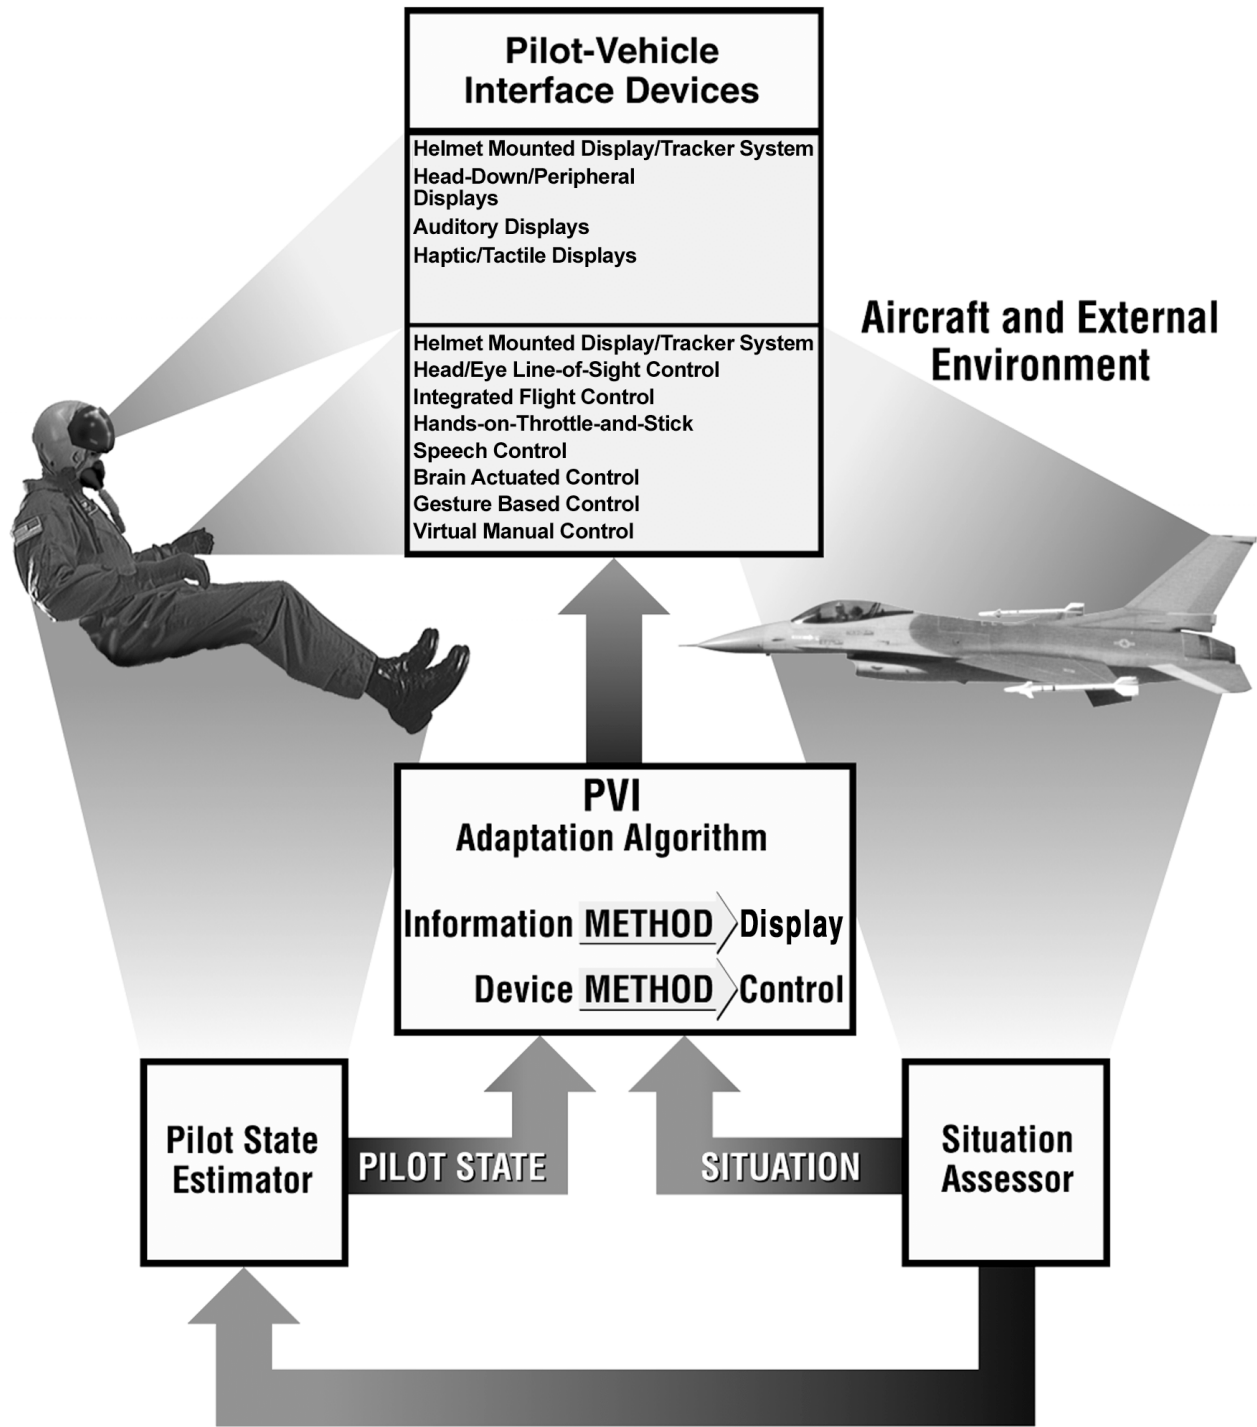 Pilot-Vehicle
Interface Devices
Helmet Mounted Display/Tracker System
Head-Down/Peripheral
Displays
Auditory Displays
Haptic/Tactile Displays
Helmet Mounted Display/Tracker System
Head/Eye Line-of-Sight Control
Integrated Flight Control
Hands-on-Throttle-and-Stick
Speech Control
Brain Actuated Control
Gesture Based Control
Virtual Manual Control
Aircraft and External
Environment
PVI
Adaptation Algorithm
Information METHOD Display
Device METHOD Control
Pilot State
Estimator
PILOT STATE
SITUATION
Situation
Assessor